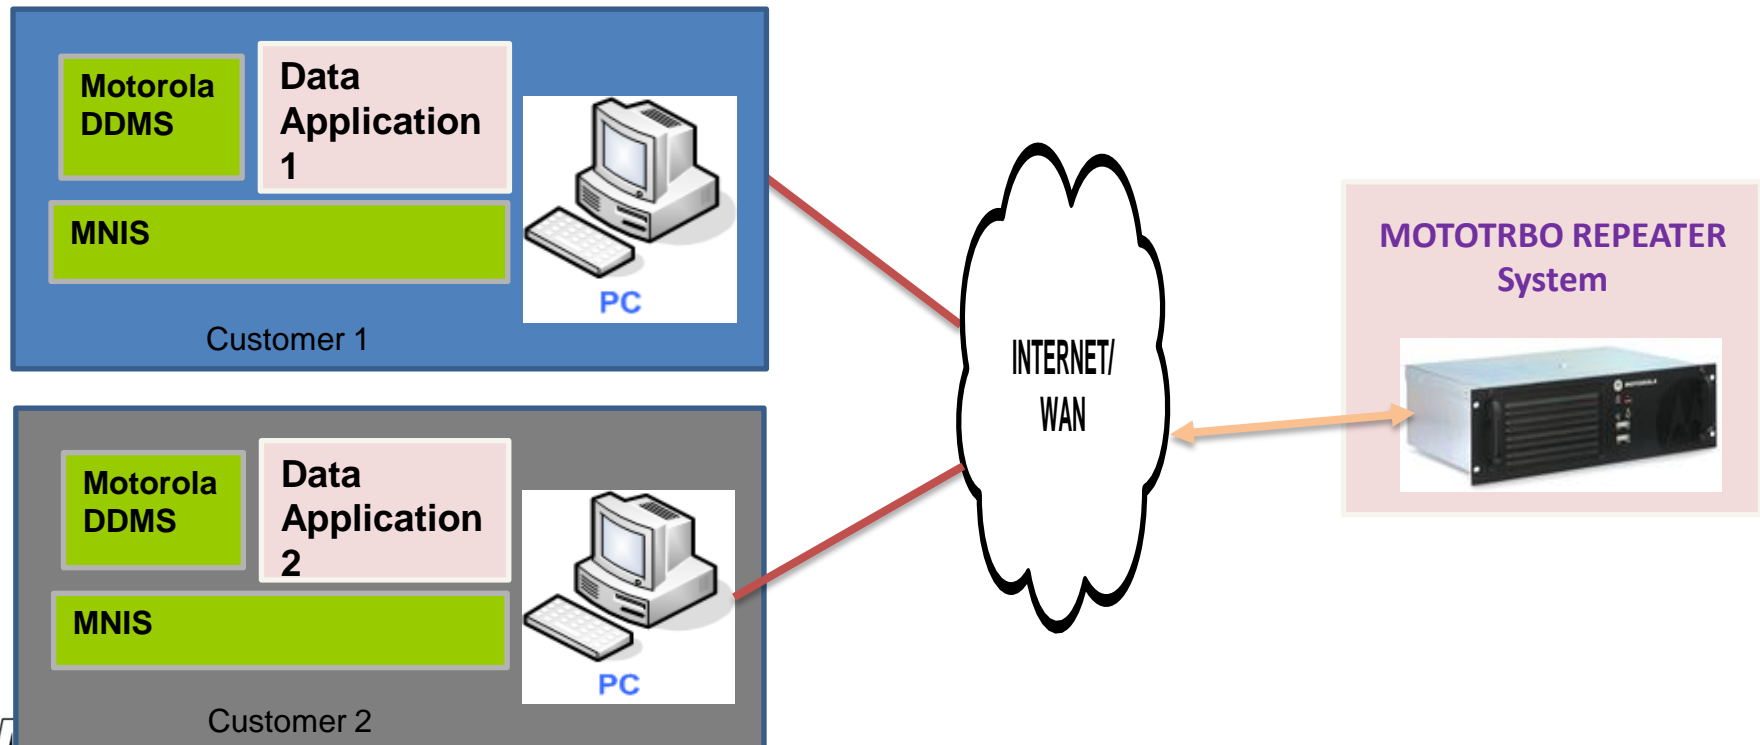 Motorola
DDMS
Data
Application
1
MNIS
PC
Customer 1
Motorola
DDMS
Data
Application
2
MNIS
PC
Customer 2
INTERNET/
WAN
MOTOTRBO REPEATER
System
MOTOROLA